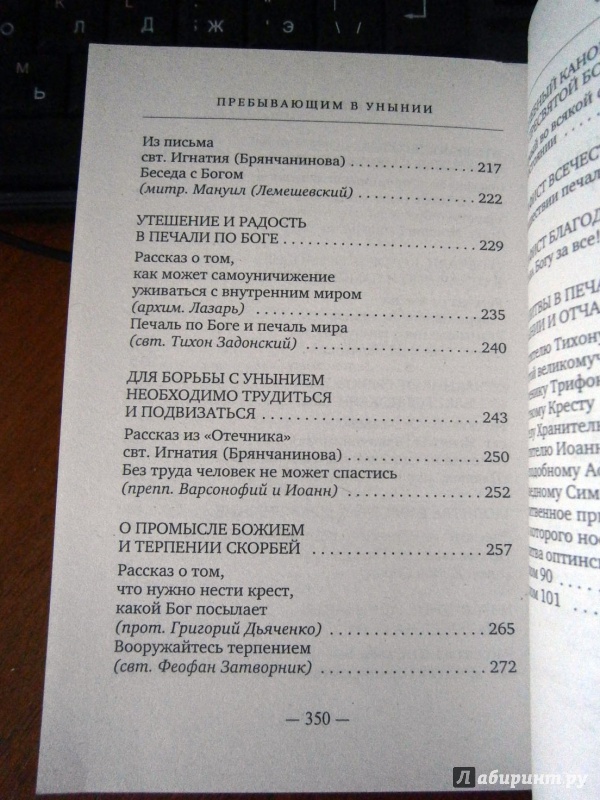 ПРЕБЫВАЮЩИМ В УНЫНИИ
Из письма
свт. Игнатия (Брянчанинова) 217
Беседа с Богом
(митр. Мануил (Лемешевский) 222
УТЕШЕНИЕ И РАДОСТЬ
В ПЕЧАЛИ ПО БОГЕ 229
Рассказ о том,
как может самоуничижение
уживаться с внутренним миром
(архим. Лазарь) 235
Печаль по Боге и печаль мира
(свт. Тихон Задонский) 240
ДЛЯ БОРЬБЫ С УНЫНИЕМ
НЕОБХОДИМО ТРУДИТЬСЯ
И ПОДВИЗАТЬСЯ 243
Рассказ из «Отечника»
свт. Игнатия (Брянчанинова) 250
Без труда человек не может спастись
(препп. Варсонофий и Иоанн) 252
О ПРОМЫСЛЕ БОЖИЕМ
И ТЕРПЕНИИ СКОРБЕЙ 257
Рассказ о том,
что нужно нести крест,
какой Бог посылает
(прот. Григорий Дьяченко) 265
Вооружайтесь терпением
(свт. Феофан Затворник) 272
— 350 —
Лабиринт.ру